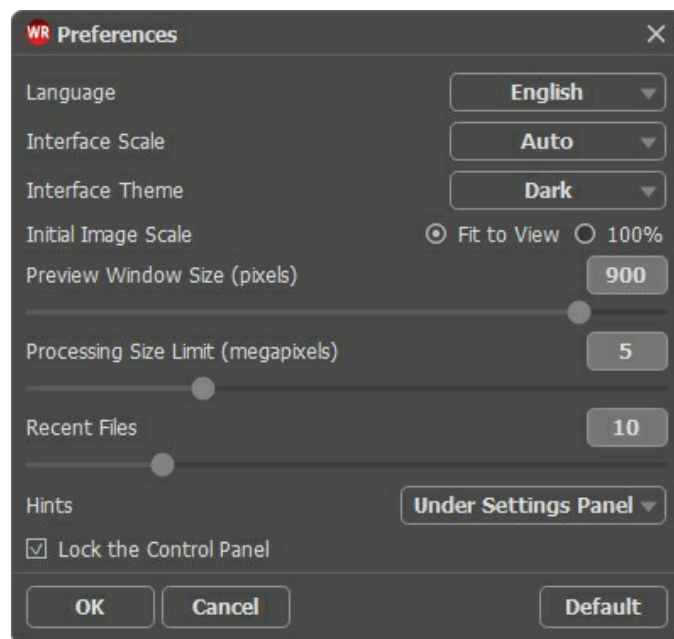 WR Preferences
Language English
Interface Scale Auto
Interface Theme Dark
Initial Image Scale Fit to View 100%
Preview Window Size (pixels) 900
Processing Size Limit (megapixels) 5
Recent Files 10
Hints Under Settings Panel
Lock the Control Panel
OK Cancel Default